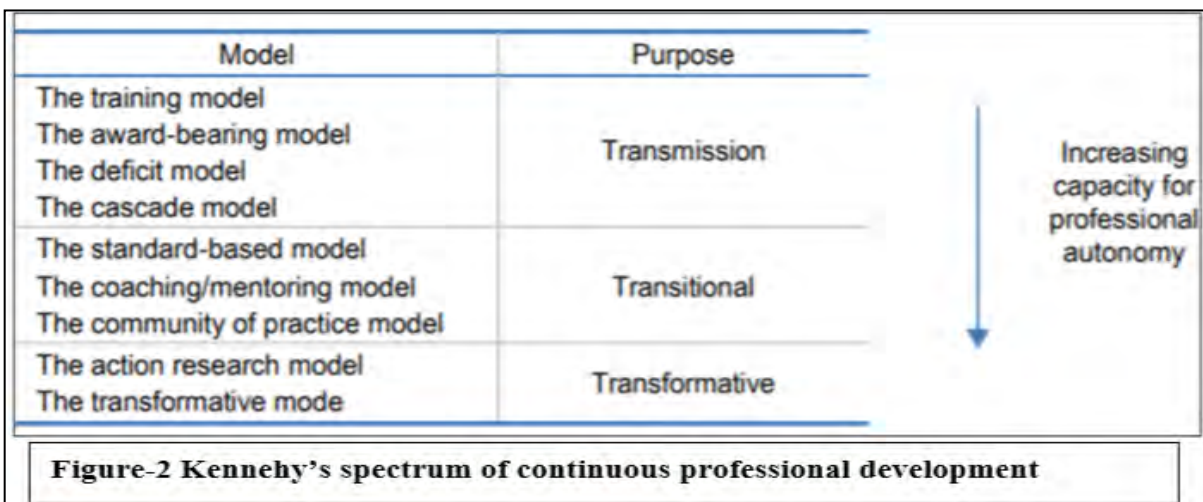 Model Purpose
The training model
The award-bearing model
The deficit model
The cascade model
Transmission
The standard-based model
The coaching/mentoring model
The community of practice model
Transitional
The action research model
The transformative mode
Transformative
Increasing
capacity for
professional
autonomy
Figure-2 Kennehy’s spectrum of continuous professional development